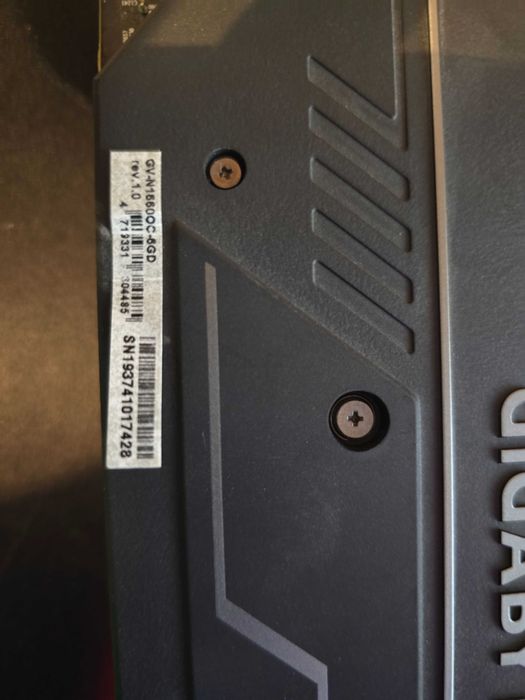 GV-N1660OC-6GD
rev.1.0
4 719331 304485
SN193741017428
GIGABY